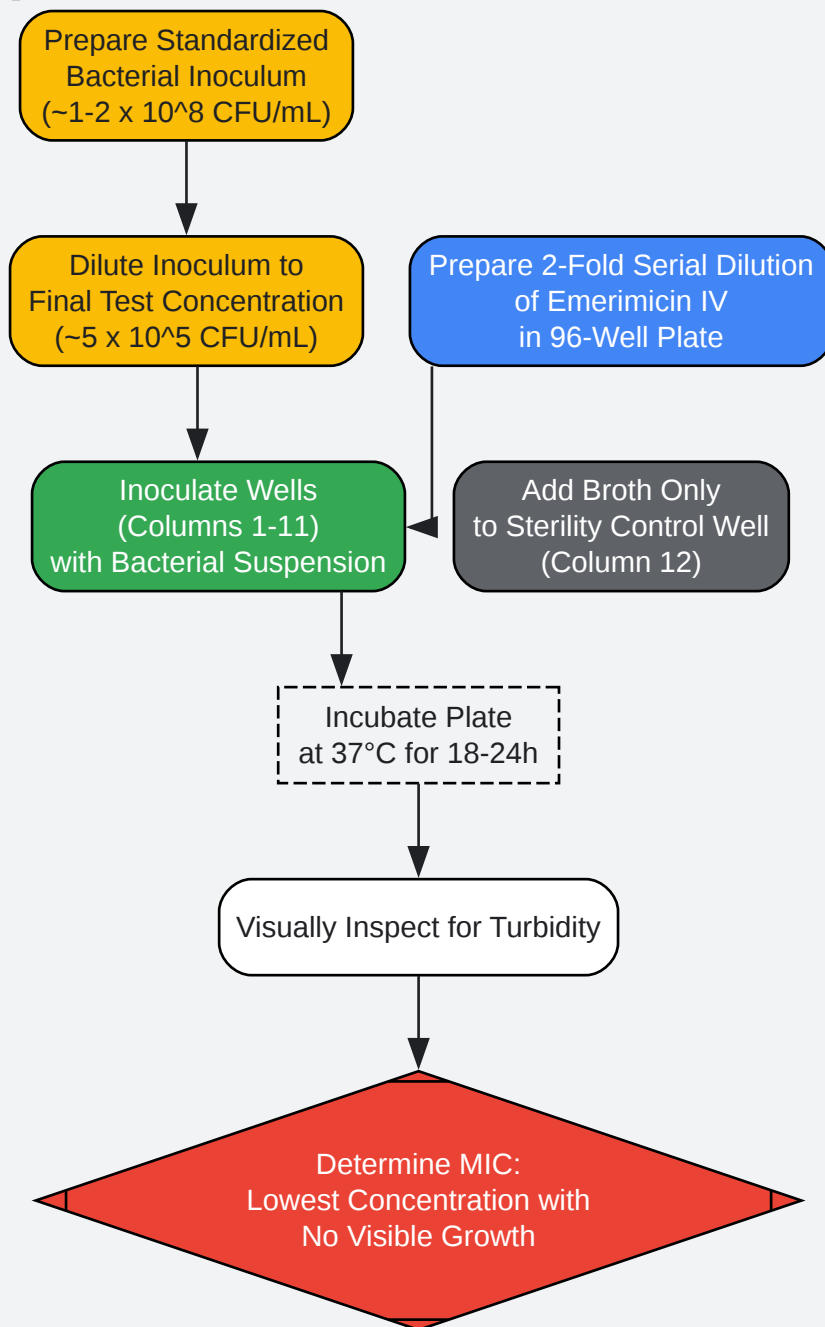 Prepare Standardized
Bacterial Inoculum
(~1-2 x 10^8 CFU/mL)
Dilute Inoculum to
Final Test Concentration
(~5 x 10^5 CFU/mL)
Prepare 2-Fold Serial Dilution
of Emerimicin IV
in 96-Well Plate
Inoculate Wells
(Columns 1-11)
with Bacterial Suspension
Add Broth Only
to Sterility Control Well
(Column 12)
Incubate Plate
at 37°C for 18-24h
Visually Inspect for Turbidity
Determine MIC:
Lowest Concentration with
No Visible Growth